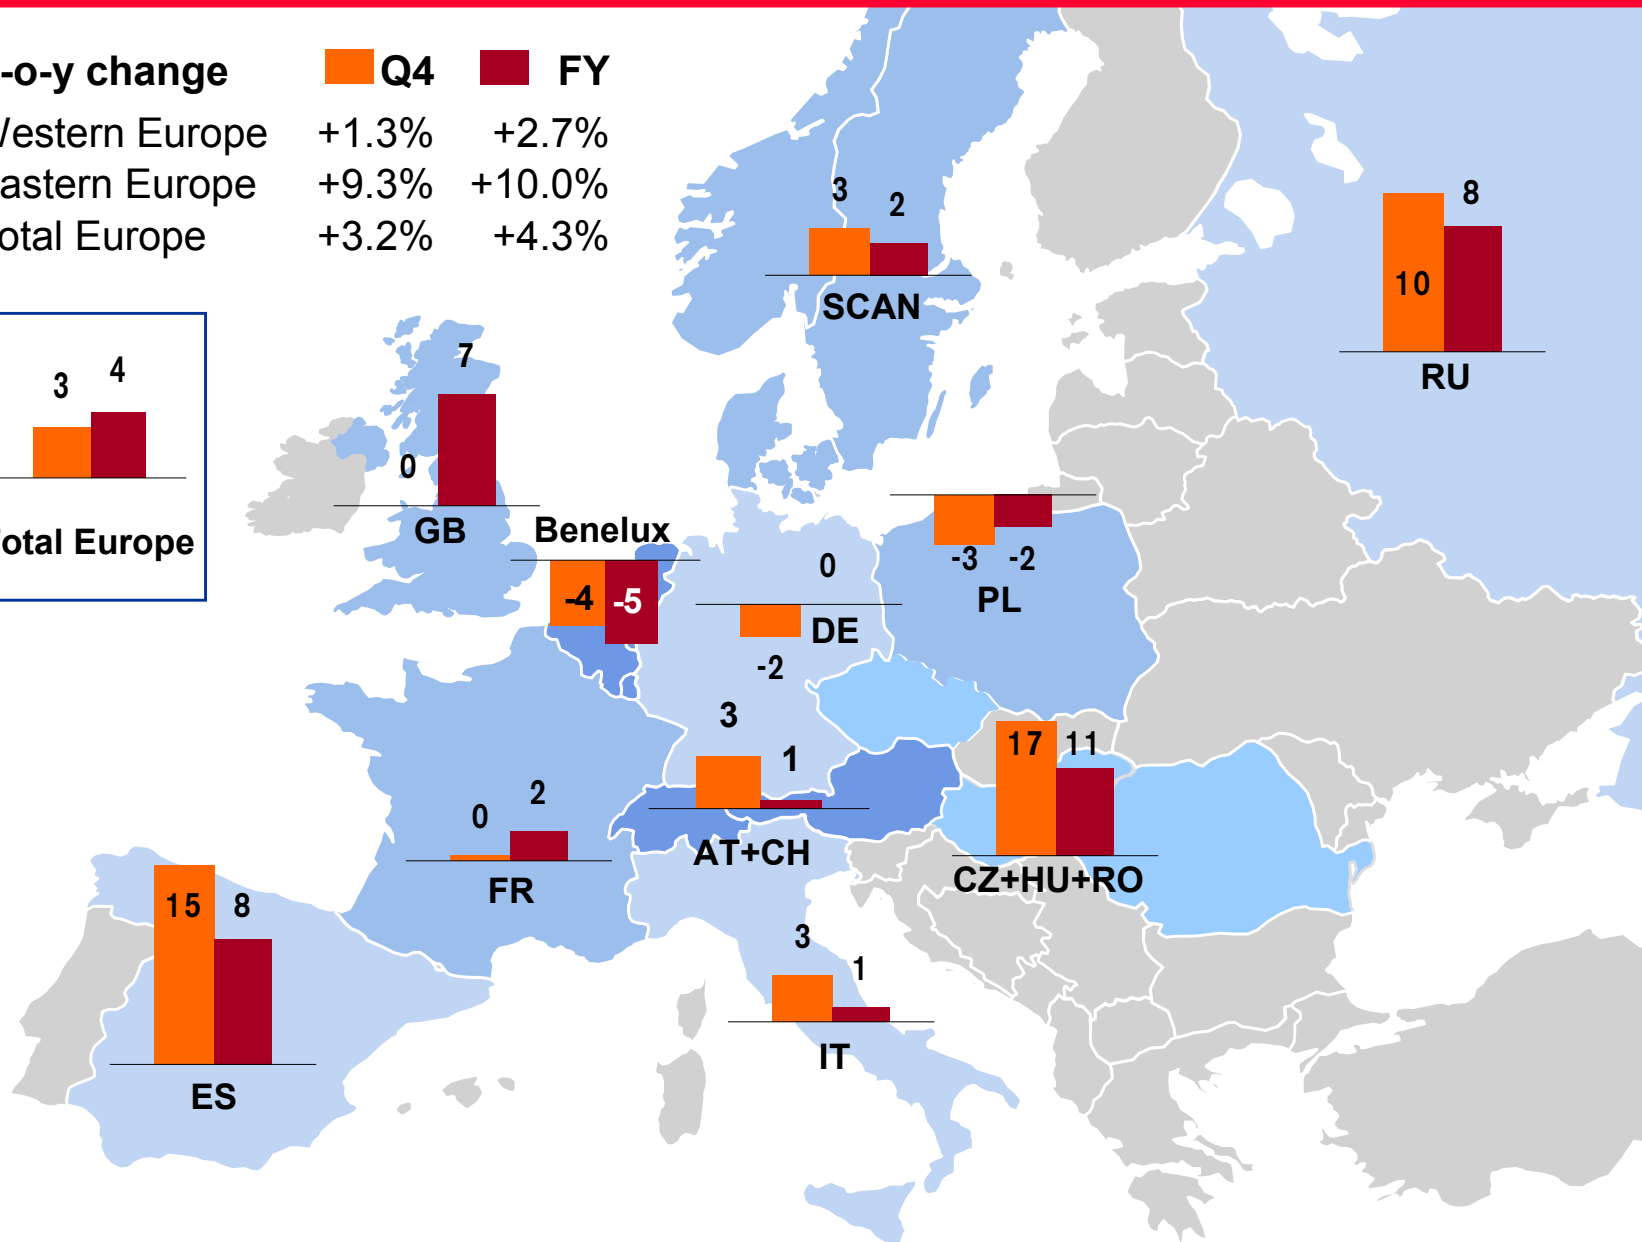 -o-y change Q4 FY
Western Europe +1.3% +2.7%
astern Europe +9.3% +10.0%
otal Europe +3.2% +4.3%
3 4
otal Europe
3 2
SCAN
10 8
RU
0 7
GB
Benelux
-4 -5
0
DE
-2
-3 -2
PL
3 1
AT+CH
17 11
CZ+HU+RO
0 2
FR
15 8
ES
3 1
IT